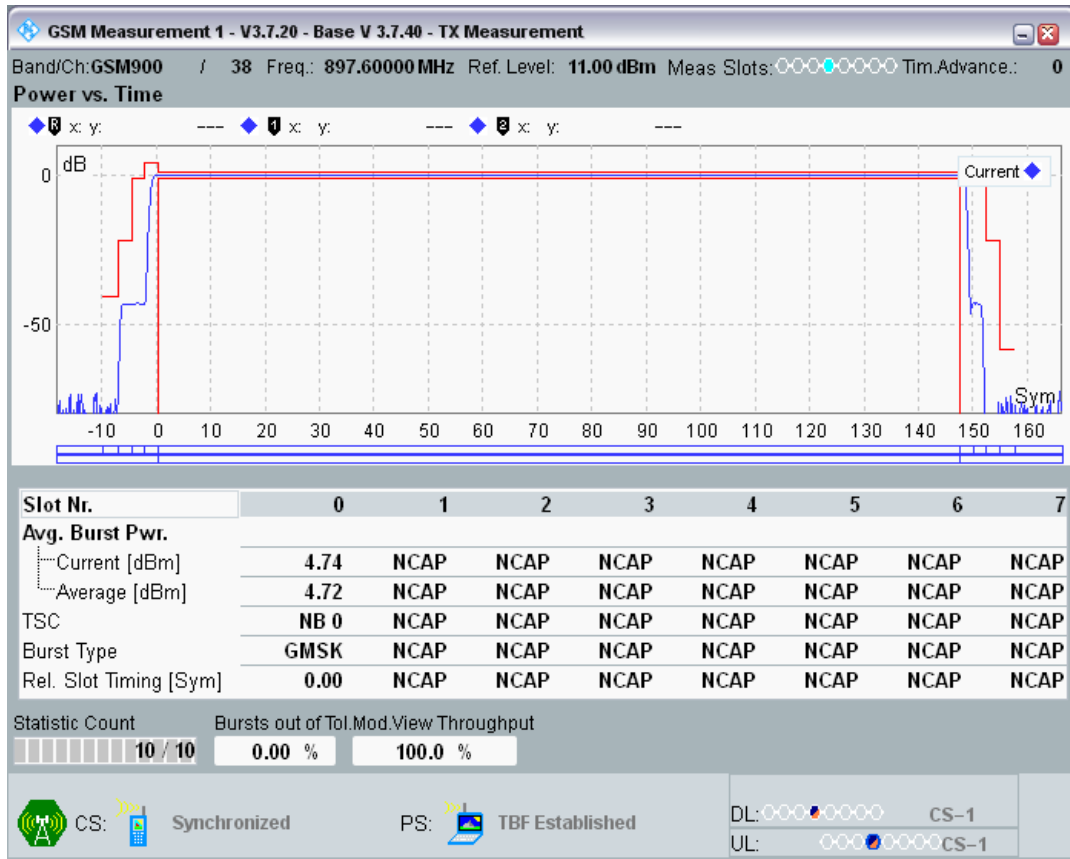 GSM Measurement 1 - V3.7.20 - Base V 3.7.40 - TX Measurement
Band/Ch:GSM900 / 38 Freq.: 897.60000 MHz Ref. Level: 11.00 dBm Meas Slots: Tim.Advance.: 0
Power vs. Time
R x: y: --- 1 x: y: --- 2 x: y: ---
dB
Current
0
-50
Sym
-10 0 10 20 30 40 50 60 70 80 90 100 110 120 130 140 150 160
Slot Nr. 0 1 2 3 4 5 6 7
Avg. Burst Pwr.
Current [dBm] 4.74 NCAP NCAP NCAP NCAP NCAP NCAP NCAP
Average [dBm] 4.72 NCAP NCAP NCAP NCAP NCAP NCAP NCAP
TSC NB 0 NCAP NCAP NCAP NCAP NCAP NCAP NCAP
Burst Type GMSK NCAP NCAP NCAP NCAP NCAP NCAP NCAP
Rel. Slot Timing [Sym] 0.00 NCAP NCAP NCAP NCAP NCAP NCAP NCAP
Statistic Count Bursts out of Tol. Mod.View Throughput
10 / 10 0.00 % 100.0 %
CS: Synchronized PS: TBF Established
DL: CS-1
UL: CS-1